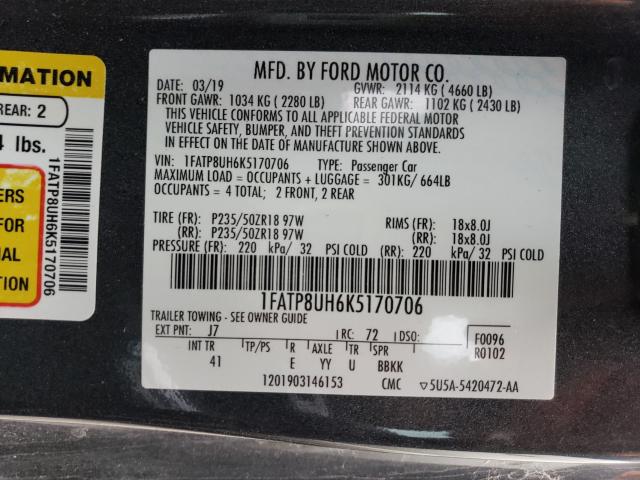 MATION
REAR: 2
4 lbs.
ERS
FOR
NAL
TION
1FATP8UH6K5170706
MFD. BY FORD MOTOR CO.
DATE: 03/19 GVWR: 2114 KG ( 4660 LB)
FRONT GAWR: 1034 KG ( 2280 LB) REAR GAWR: 1102 KG ( 2430 LB)
THIS VEHICLE CONFORMS TO ALL APPLICABLE FEDERAL MOTOR
VEHICLE SAFETY, BUMPER, AND THEFT PREVENTION STANDARDS
IN EFFECT ON THE DATE OF MANUFACTURE SHOWN ABOVE.
VIN: 1FATP8UH6K5170706 TYPE: Passenger Car
MAXIMUM LOAD = OCCUPANTS + LUGGAGE = 301KG/ 664LB
OCCUPANTS = 4 TOTAL; 2 FRONT, 2 REAR
TIRE (FR): P235/50ZR18 97W RIMS (FR): 18x8.0J
(RR): P235/50ZR18 97W (RR): 18x8.0J
PRESSURE (FR): 220 kPa/ 32 PSI COLD (RR): 220 kPa/ 32 PSI COLD
1FATP8UH6K5170706
TRAILER TOWING - SEE OWNER GUIDE
EXT PNT: J7 RC: 72 DSO: F0096
R0102
INT TR TP/PS R AXLE TR SPR
41 E YY U BBKK
1201903146153 CMC ▽5U5A-5420472-AA